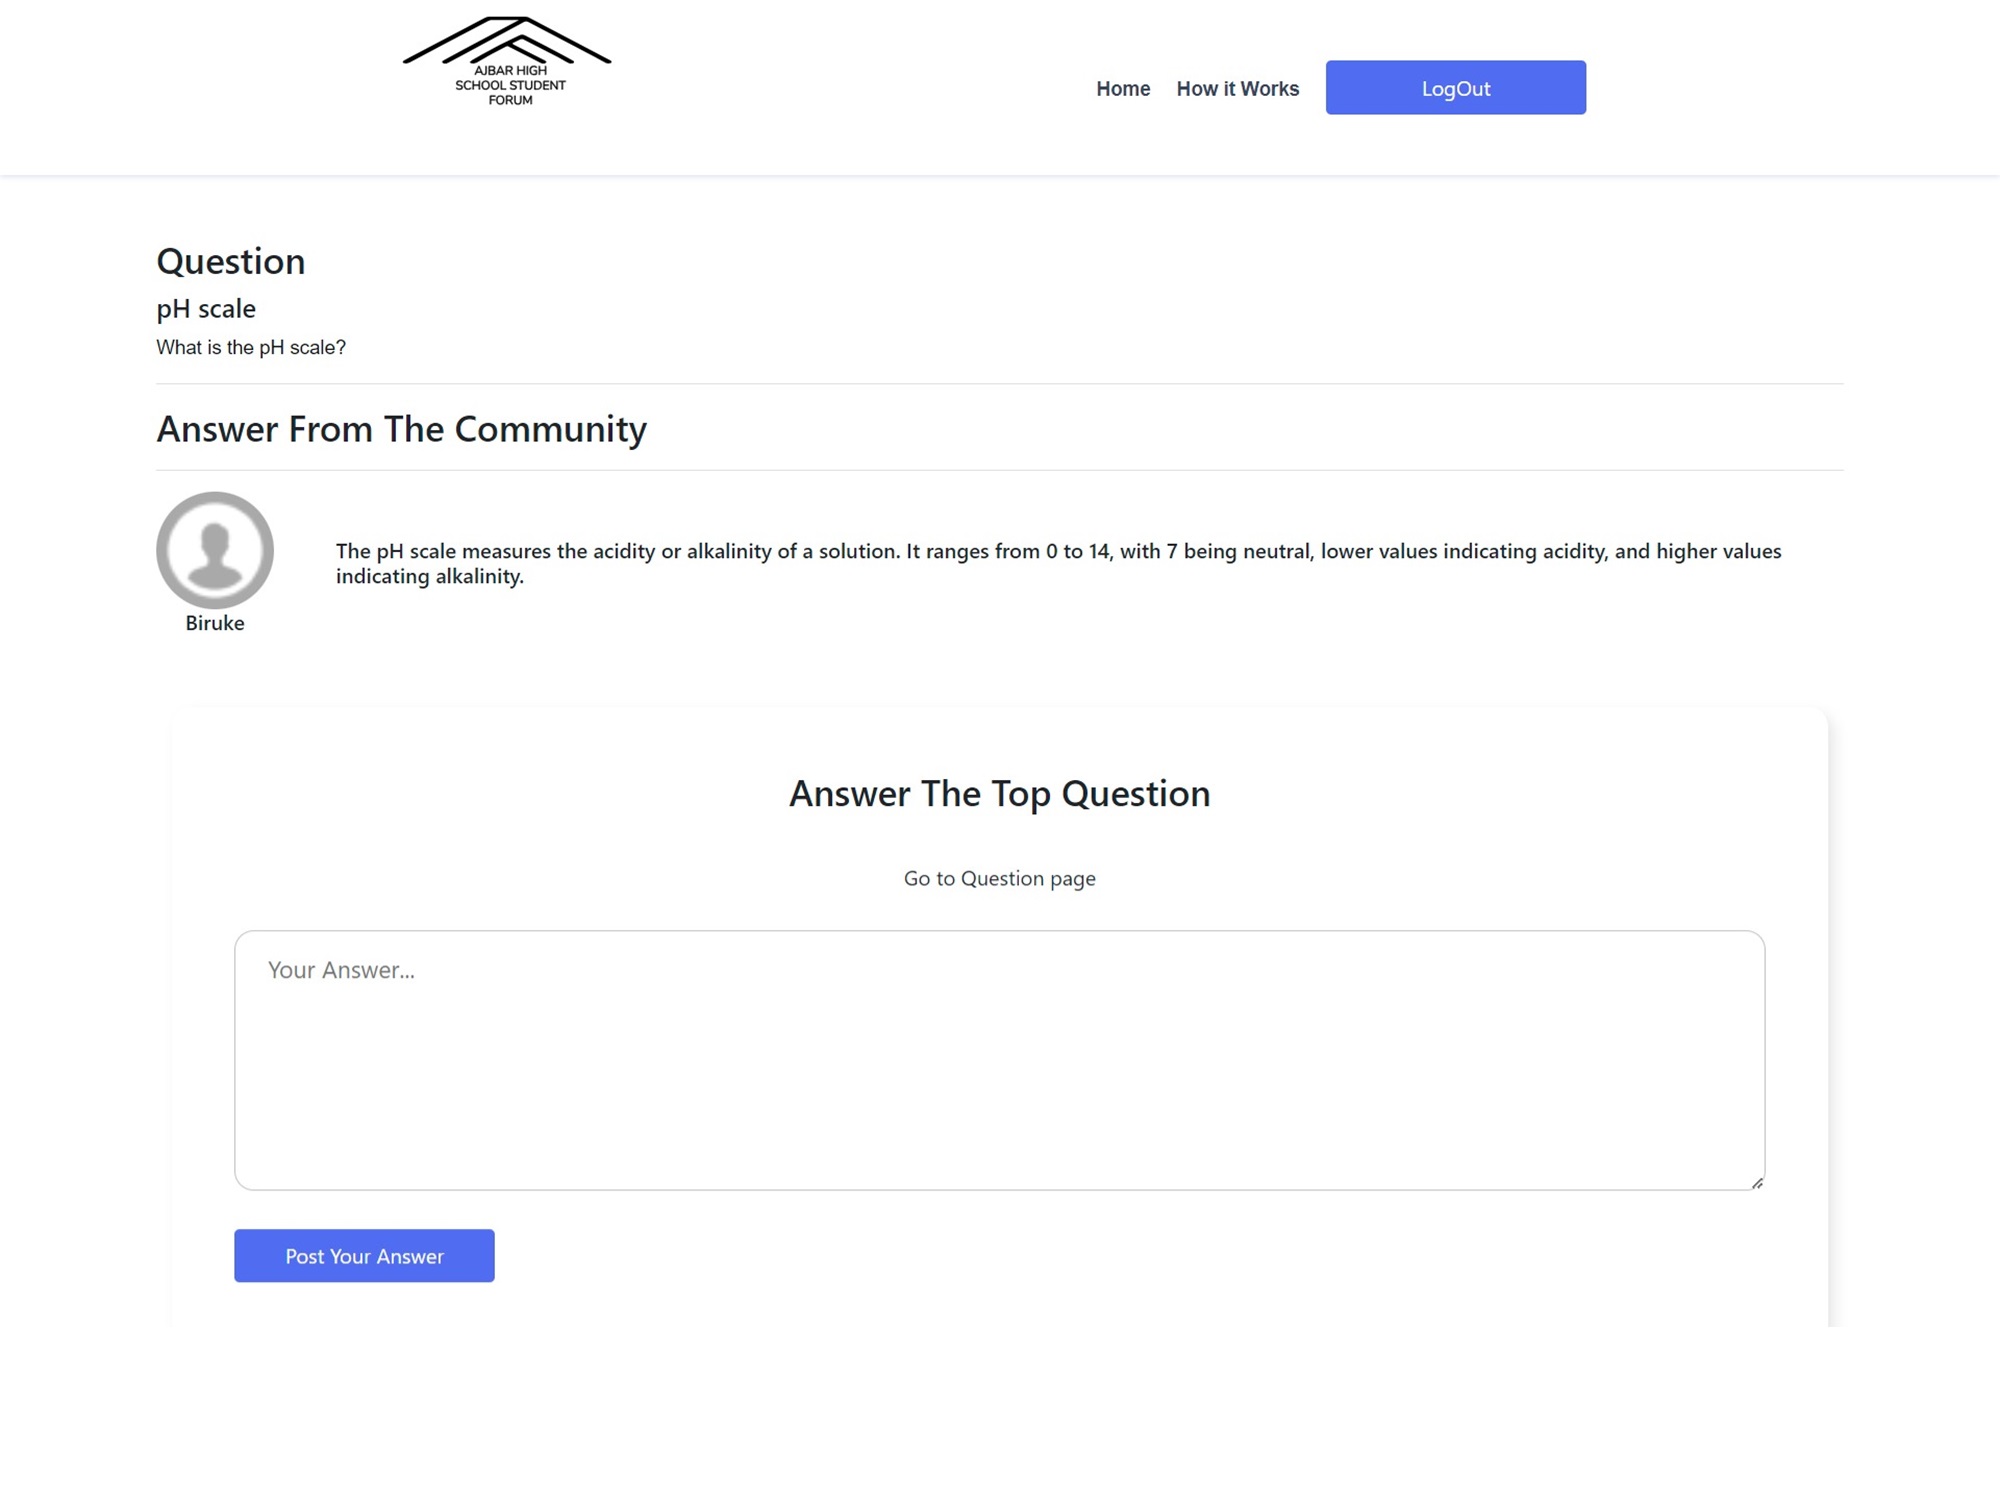 AJBAR HIGH
SCHOOL STUDENT
FORUM
Home How it Works LogOut
Question
pH scale
What is the pH scale?
Answer From The Community
The pH scale measures the acidity or alkalinity of a solution. It ranges from 0 to 14, with 7 being neutral, lower values indicating acidity, and higher values
indicating alkalinity.
Biruke
Answer The Top Question
Go to Question page
Your Answer...
Post Your Answer